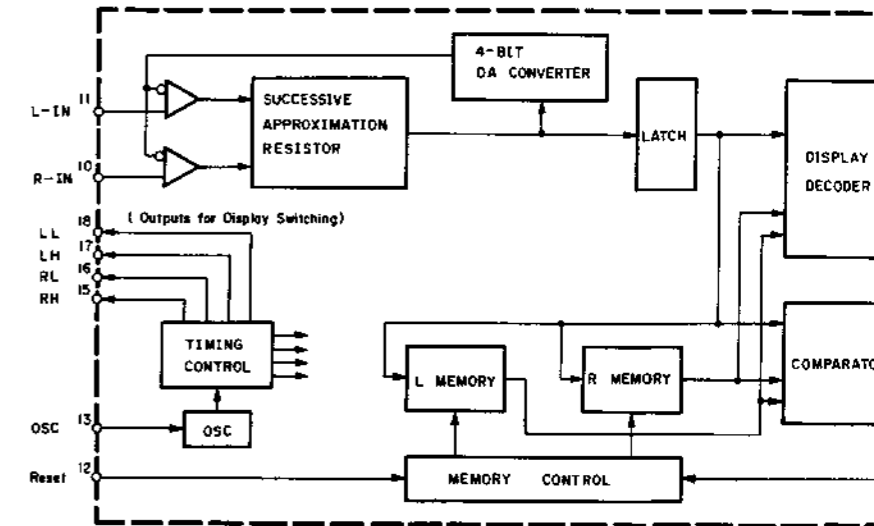 4-BIT
DA CONVERTER
11
L-IN
SUCCESSIVE
APPROXIMATION
RESISTOR
LATCH
10
R-IN
DISPLAY
DECODER
( Outputs for Display Switching)
18
LL
17
LH
16
RL
15
RH
TIMING
CONTROL
L MEMORY
R MEMORY
COMPARATO
13
OSC
OSC
12
Reset
MEMORY CONTROL